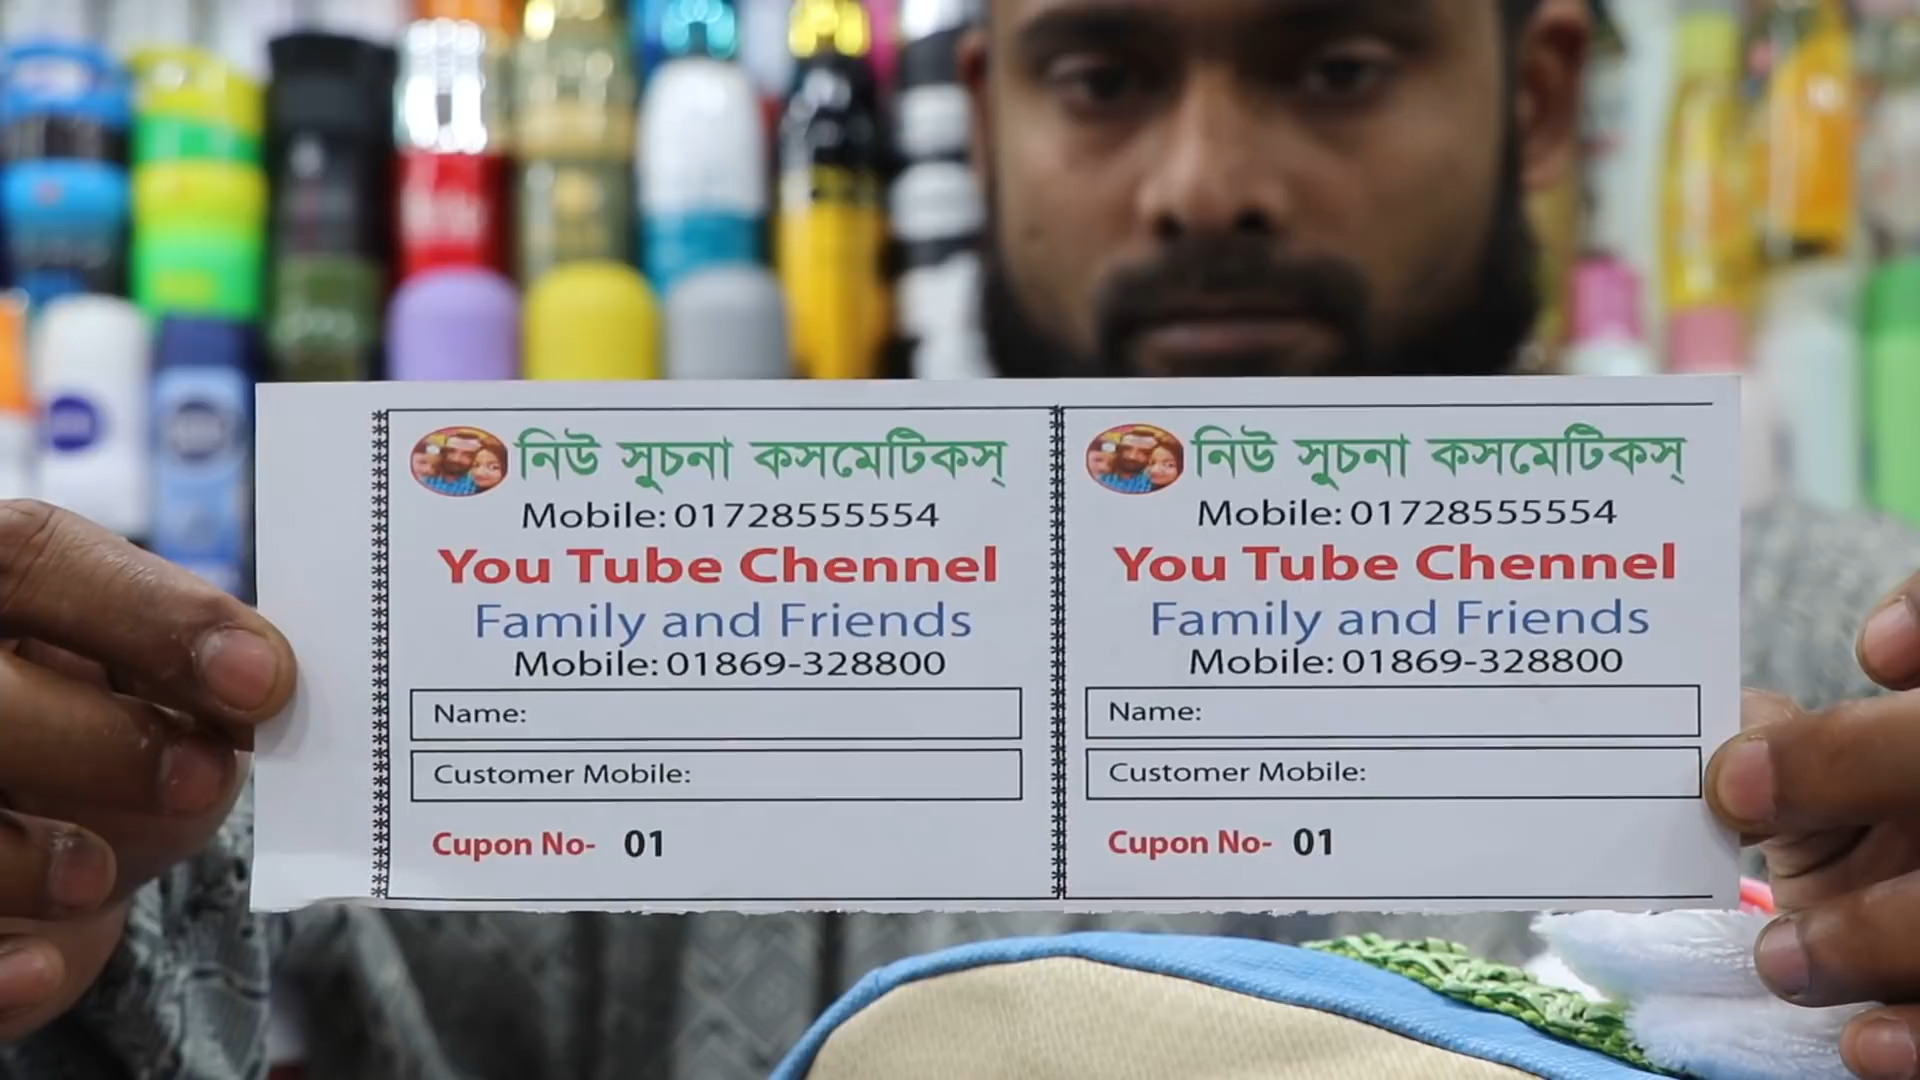 নিউ সুচনা কসমেটিকস্
Mobile: 01728555554
You Tube Chennel
Family and Friends
Mobile: 01869-328800
Name:
Customer Mobile:
Cupon No- 01
নিউ সুচনা কসমেটিকস্
Mobile: 01728555554
You Tube Chennel
Family and Friends
Mobile: 01869-328800
Name:
Customer Mobile:
Cupon No- 01